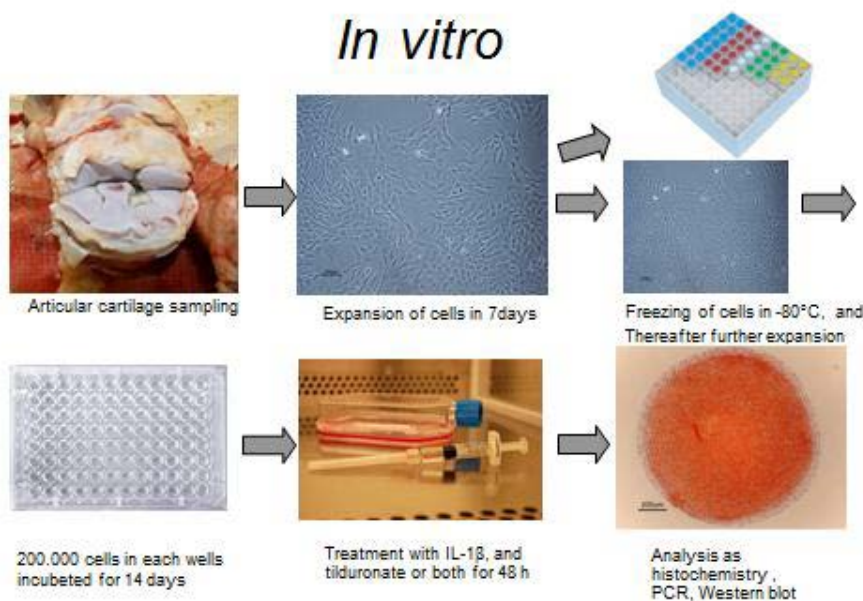 In vitro
Articular cartilage sampling
Expansion of cells in 7days
Freezing of cells in -80°C, and
Thereafter further expansion
200.000 cells in each wells
incubeted for 14 days
Treatment with IL-1β, and
tilduronate or both for 48 h
Analysis as
histochemistry ,
PCR, Western blot